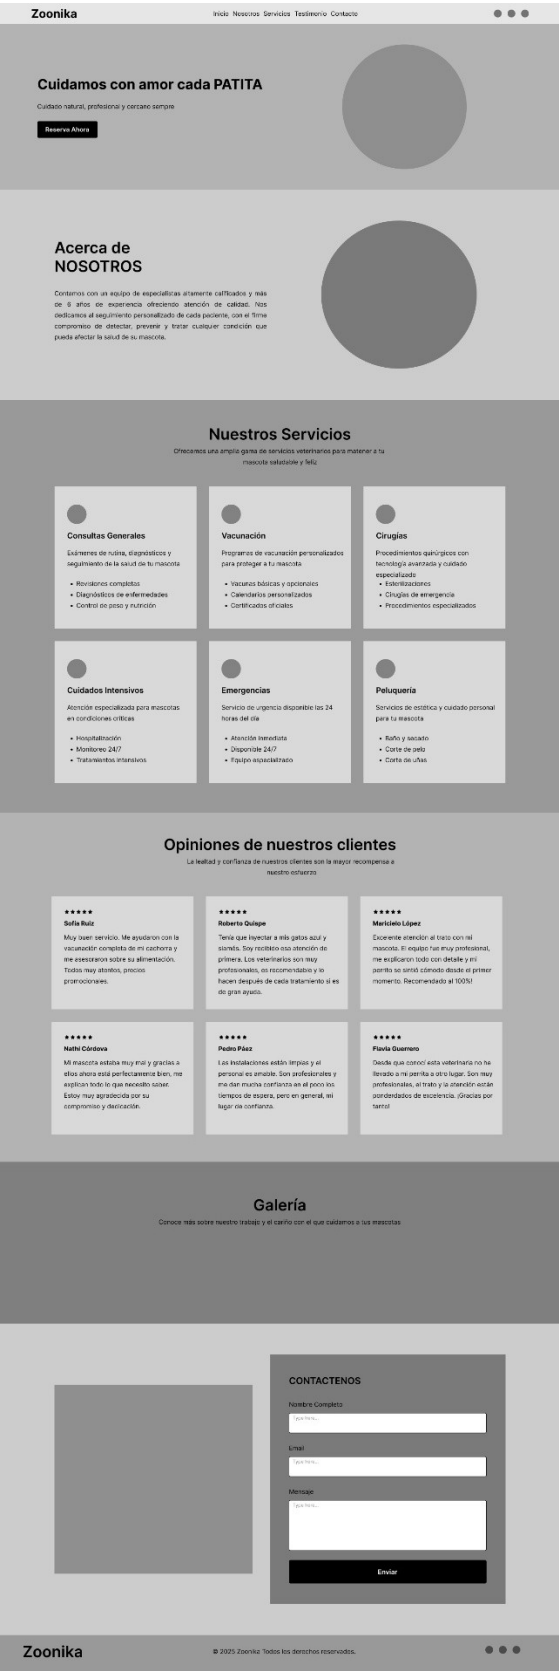 Zoonika
Inicio Nosotros Servicios Testimonio Contacto
Cuidamos con amor cada PATITA
Cuidado natural, profesional y cercano siempre
Reserva Ahora
Acerca de
NOSOTROS
Contamos con un equipo de especialistas altamente calificados y más
de 6 años de experiencia ofreciendo atención de calidad. Nos
dedicamos al seguimiento personalizado de cada paciente, con el firme
compromiso de detectar, prevenir y tratar cualquier condición que
pueda afectar la salud de su mascota.
Nuestros Servicios
Ofrecemos una amplia gama de servicios veterinarios para matener a tu
mascota saludable y feliz
Consultas Generales
Exámenes de rutina, diagnósticos y
seguimiento de la salud de tu mascota
• Revisiones completas
• Diagnósticos de enfermedades
• Control de peso y nutrición
Vacunación
Programas de vacunación personalizados
para proteger a tu mascota
• Vacunas básicas y opcionales
• Calendarios personalizados
• Certificados oficiales
Cirugías
Procedimientos quirúrgicos con
tecnología avanzada y cuidado
especializado
• Esterilizaciones
• Cirugías de emergencia
• Procedimientos especializados
Cuidados Intensivos
Atención especializada para mascotas
en condiciones críticas
• Hospitalización
• Monitoreo 24/7
• Tratamientos intensivos
Emergencias
Servicio de urgencia disponible las 24
horas del día
• Atención inmediata
• Disponible 24/7
• Equipo especializado
Peluquería
Servicios de estética y cuidado personal
para tu mascota
• Baño y secado
• Corte de pelo
• Corte de uñas
Opiniones de nuestros clientes
La lealtad y confianza de nuestros clientes son la mayor recompensa a
nuestro esfuerzo
★★★★★
Sofía Ruiz
Muy buen servicio. Me ayudaron con la
vacunación completa de mi cachorra y
me asesoraron sobre su alimentación.
Todos muy atentos, precios
promocionales.
★★★★★
Roberto Quispe
Tenía que inyectar a mis gatos azul y
siamés. Soy recibido esa atención de
primera. Los veterinarios son muy
profesionales, es recomendable y lo
hacen después de cada tratamiento si es
de gran ayuda.
★★★★★
Maricielo López
Excelente atención al trato con mi
mascota. El equipo fue muy profesional,
me explicaron todo con detalle y mi
perrito se sintió cómodo desde el primer
momento. Recomendado al 100%!
★★★★★
Nathi Córdova
Mi mascota estaba muy mal y gracias a
ellos ahora está perfectamente bien, me
explican todo lo que necesito saber.
Estoy muy agradecida por su
compromiso y dedicación.
★★★★★
Pedro Páez
Las instalaciones están limpias y el
personal es amable. Son profesionales y
me dan mucha confianza en el poco los
tiempos de espera, pero en general, mi
lugar de confianza.
★★★★★
Flavia Guerrero
Desde que conocí esta veterinaria no he
llevado a mi perrita a otro lugar. Son muy
profesionales, el trato y la atención están
ponderdados de excelencia. ¡Gracias por
tanto!
Galería
Conoce más sobre nuestro trabajo y el cariño con el que cuidamos a tus mascotas
CONTACTENOS
Nombre Completo
Type here...
Email
Type here...
Mensaje
Type here...
Enviar
Zoonika
© 2025 Zoonika Todos los derechos reservados.